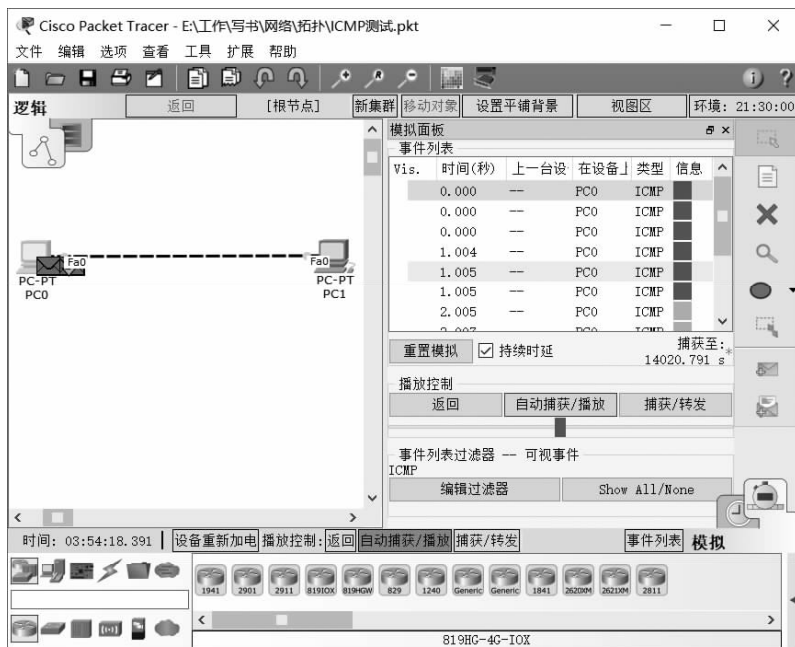 Cisco Packet Tracer - E:\工作\写书\网络\拓扑\ICMP测试.pkt
文件 编辑 选项 查看 工具 扩展 帮助
逻辑 返回 [根节点] 新集群 移动对象 设置平铺背景 视图区 环境: 21:30:00
模拟面板
事件列表
Vis. 时间(秒) 上一台设 在设备上 类型 信息
0.000 -- PC0 ICMP
0.000 -- PC0 ICMP
0.000 -- PC0 ICMP
1.004 -- PC0 ICMP
1.005 -- PC0 ICMP
1.005 -- PC0 ICMP
2.005 -- PC0 ICMP
2.007 PC0 ICMP
Fa0 Fa0
PC-PT PC-PT
PC0 PC1
重置模拟 持续时延 捕获至:
14020.791 s
播放控制
返回 自动捕获/播放 捕获/转发
事件列表过滤器 -- 可视事件
ICMP
编辑过滤器 Show All/None
时间: 03:54:18.391 设备重新加电 播放控制: 返回 自动捕获/播放 捕获/转发 事件列表 模拟
1941 2901 2911 819IOX 819HGW 829 1240 Generic Generic 1841 2620XM 2621XM 2811
819HG-4G-IOX